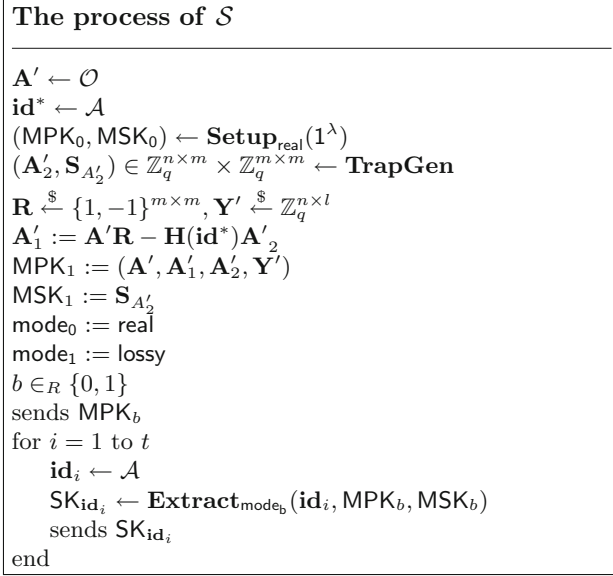 The process of 𝒮
𝐀′ ← 𝒪
𝐢𝐝* ← 𝒜
(MPK₀, MSK₀) ← Setup_real(1^λ)
(𝐀′₂, 𝐒_{A′₂}) ∈ ℤ_q^{n×m} × ℤ_q^{m×m} ← TrapGen
𝐑 ←$ {1, −1}^{m×m}, 𝐘′ ←$ ℤ_q^{n×l}
𝐀′₁ := 𝐀′𝐑 − 𝐇(𝐢𝐝*)𝐀′₂
MPK₁ := (𝐀′, 𝐀′₁, 𝐀′₂, 𝐘′)
MSK₁ := 𝐒_{A′₂}
mode₀ := real
mode₁ := lossy
b ∈_R {0, 1}
sends MPK_b
for i = 1 to t
𝐢𝐝_i ← 𝒜
SK_{𝐢𝐝_i} ← Extract_{mode_b}(𝐢𝐝_i, MPK_b, MSK_b)
sends SK_{𝐢𝐝_i}
end